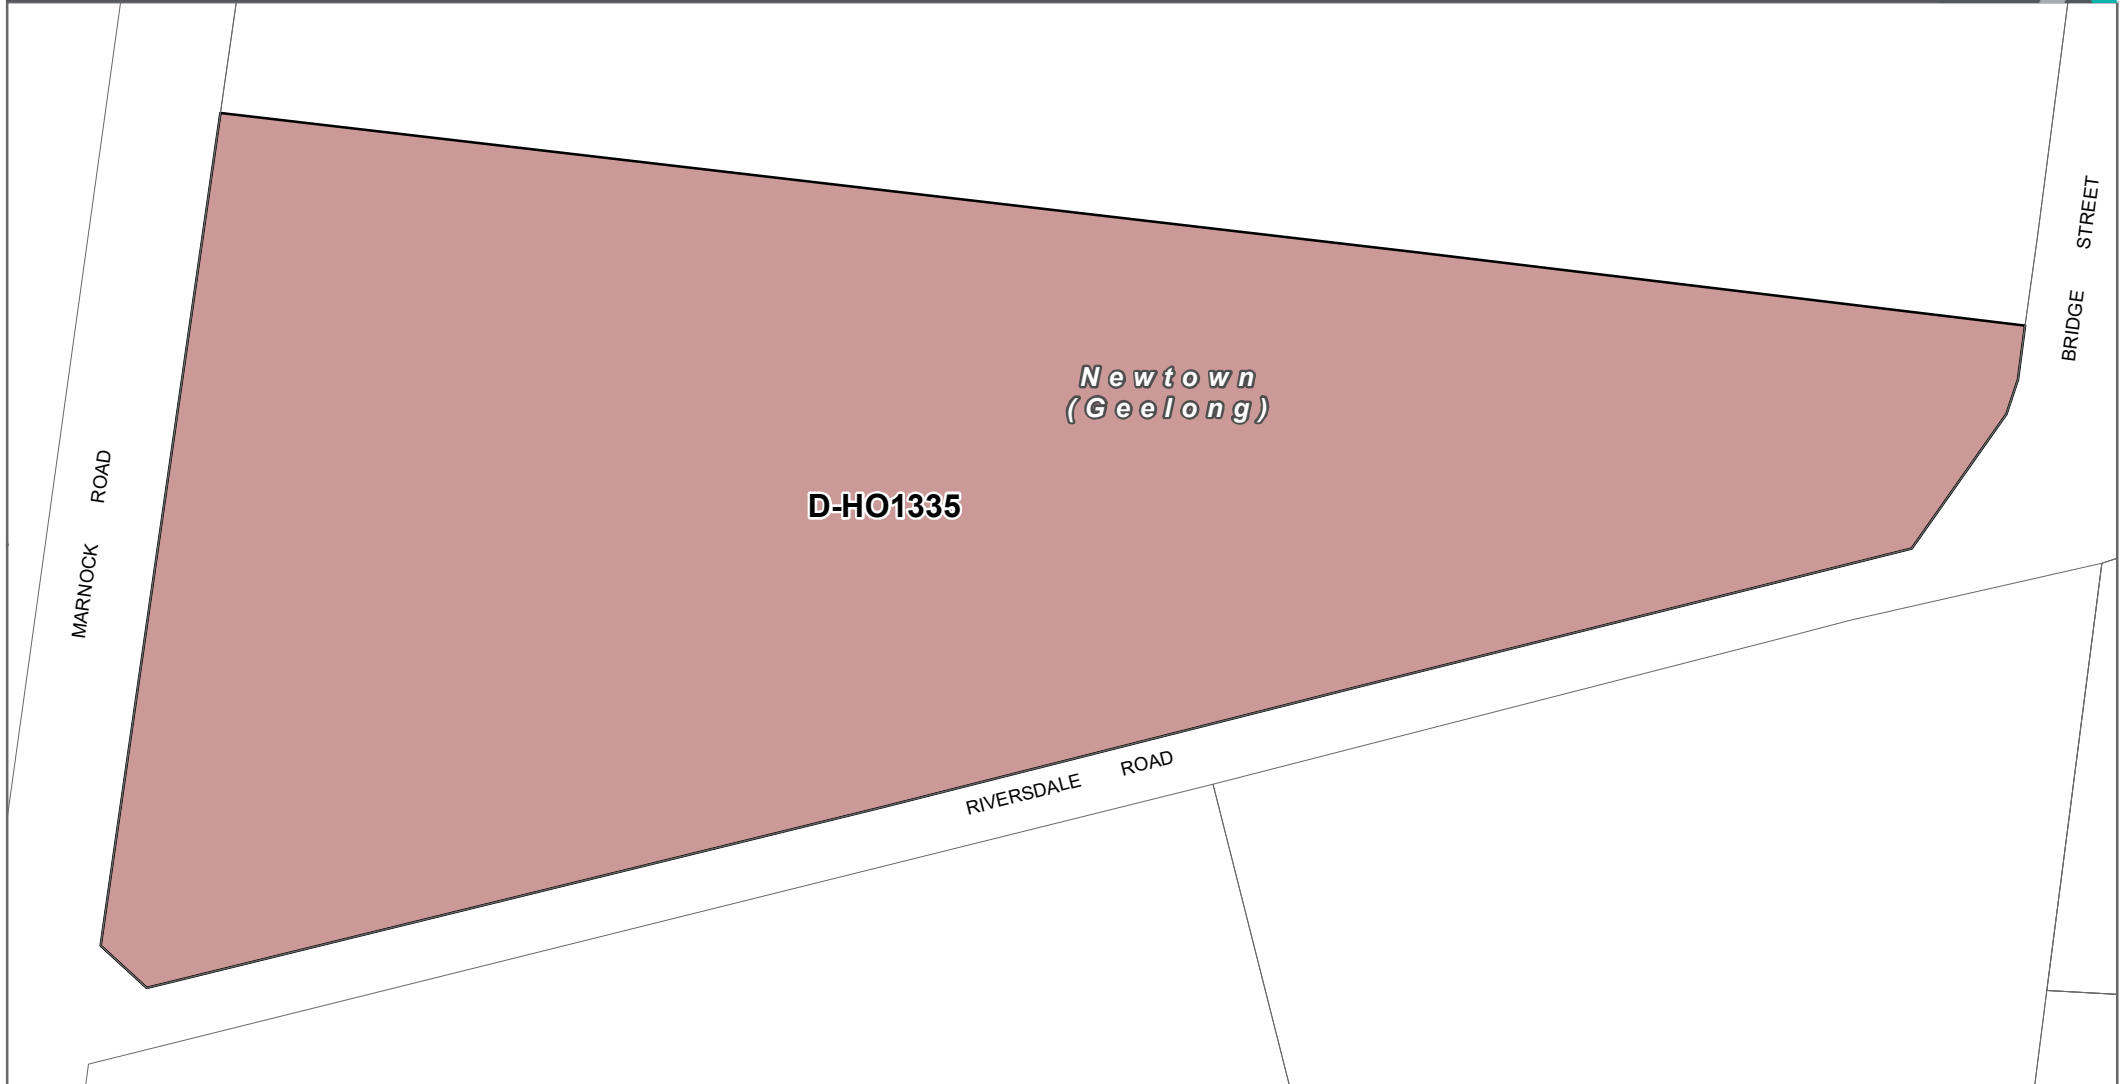 BRIDGE STREET
Newtown
(Geelong)
D-HO1335
MARNOCK ROAD
RIVERSDALE ROAD